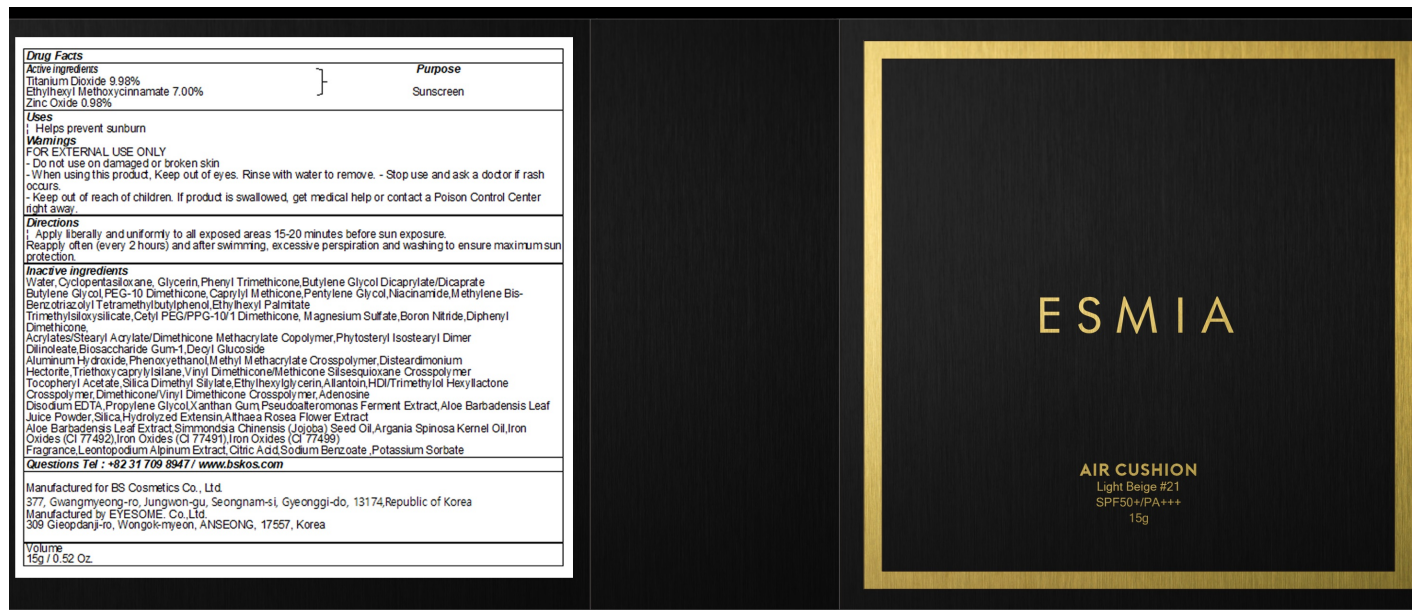 Drug Facts
Active ingredients Purpose
Titanium Dioxide 9.98%
Ethylhexyl Methoxycinnamate 7.00% Sunscreen
Zinc Oxide 0.98%
Uses
¦ Helps prevent sunburn
Warnings
FOR EXTERNAL USE ONLY
- Do not use on damaged or broken skin
- When using this product, Keep out of eyes. Rinse with water to remove. - Stop use and ask a doctor if rash
occurs.
- Keep out of reach of children. If product is swallowed, get medical help or contact a Poison Control Center
right away.
Directions
¦ Apply liberally and uniformly to all exposed areas 15-20 minutes before sun exposure.
Reapply often (every 2 hours) and after swimming, excessive perspiration and washing to ensure maximum sun
protection.
Inactive ingredients
Water,Cyclopentasiloxane, Glycerin,Phenyl Trimethicone,Butylene Glycol Dicaprylate/Dicaprate
Butylene Glycol,PEG-10 Dimethicone,Caprylyl Methicone,Pentylene Glycol,Niacinamide,Methylene Bis-
Benzotriazolyl Tetramethylbutylphenol,Ethylhexyl Palmitate
Trimethylsiloxysilicate,Cetyl PEG/PPG-10/1 Dimethicone, Magnesium Sulfate,Boron Nitride,Diphenyl
Dimethicone,
Acrylates/Stearyl Acrylate/Dimethicone Methacrylate Copolymer,Phytosteryl Isostearyl Dimer
Dilinoleate,Biosaccharide Gum-1,Decyl Glucoside
Aluminum Hydroxide,Phenoxyethanol,Methyl Methacrylate Crosspolymer,Disteardimonium
Hectorite,Triethoxycaprylylsilane,Vinyl Dimethicone/Methicone Silsesquioxane Crosspolymer
Tocopheryl Acetate,Silica Dimethyl Silylate,Ethylhexylglycerin,Allantoin,HDI/Trimethylol Hexyllactone
Crosspolymer,Dimethicone/Vinyl Dimethicone Crosspolymer,Adenosine
Disodium EDTA,Propylene Glycol,Xanthan Gum,Pseudoalteromonas Ferment Extract,Aloe Barbadensis Leaf
Juice Powder,Silica,Hydrolyzed Extensin,Althaea Rosea Flower Extract
Aloe Barbadensis Leaf Extract,Simmondsia Chinensis (Jojoba) Seed Oil,Argania Spinosa Kernel Oil,Iron
Oxides (CI 77492),Iron Oxides (CI 77491),Iron Oxides (CI 77499)
Fragrance,Leontopodium Alpinum Extract,Citric Acid,Sodium Benzoate ,Potassium Sorbate
Questions Tel : +82 31 709 8947 / www.bskos.com
Manufactured for BS Cosmetics Co., Ltd.
377, Gwangmyeong-ro, Jungwon-gu, Seongnam-si, Gyeonggi-do, 13174,Republic of Korea
Manufactured by EYESOME. Co.,Ltd.
309 Gieopdanji-ro, Wongok-myeon, ANSEONG, 17557, Korea
Volume
15g / 0.52 Oz.
ESMIA
AIR CUSHION
Light Beige #21
SPF50+/PA+++
15g